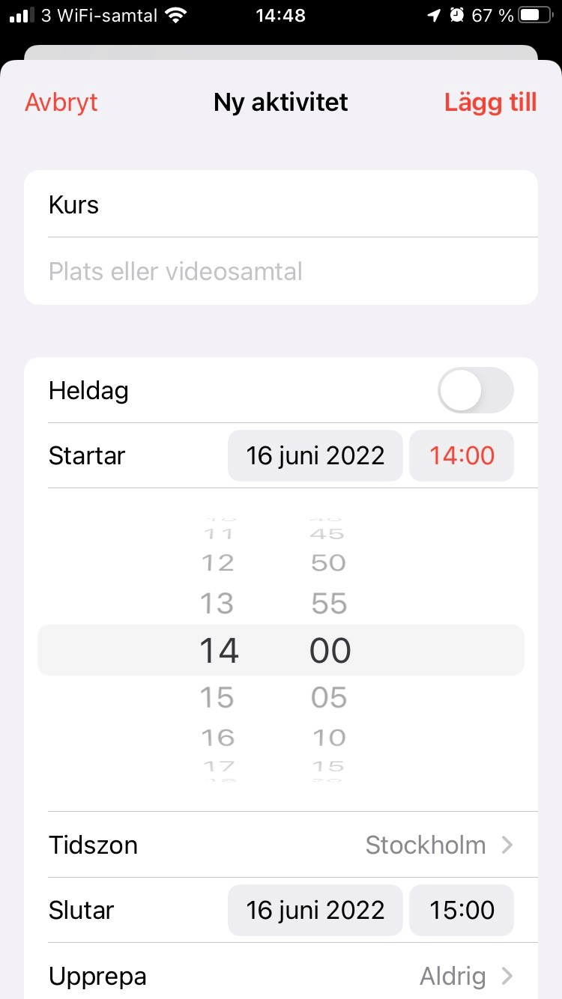 3 WiFi-samtal 14:48 67 %
Avbryt Ny aktivitet Lägg till
Kurs
Plats eller videosamtal
Heldag
Startar 16 juni 2022 14:00
11 45
12 50
13 55
14 00
15 05
16 10
17 15
Tidszon Stockholm
Slutar 16 juni 2022 15:00
Upprepa Aldrig